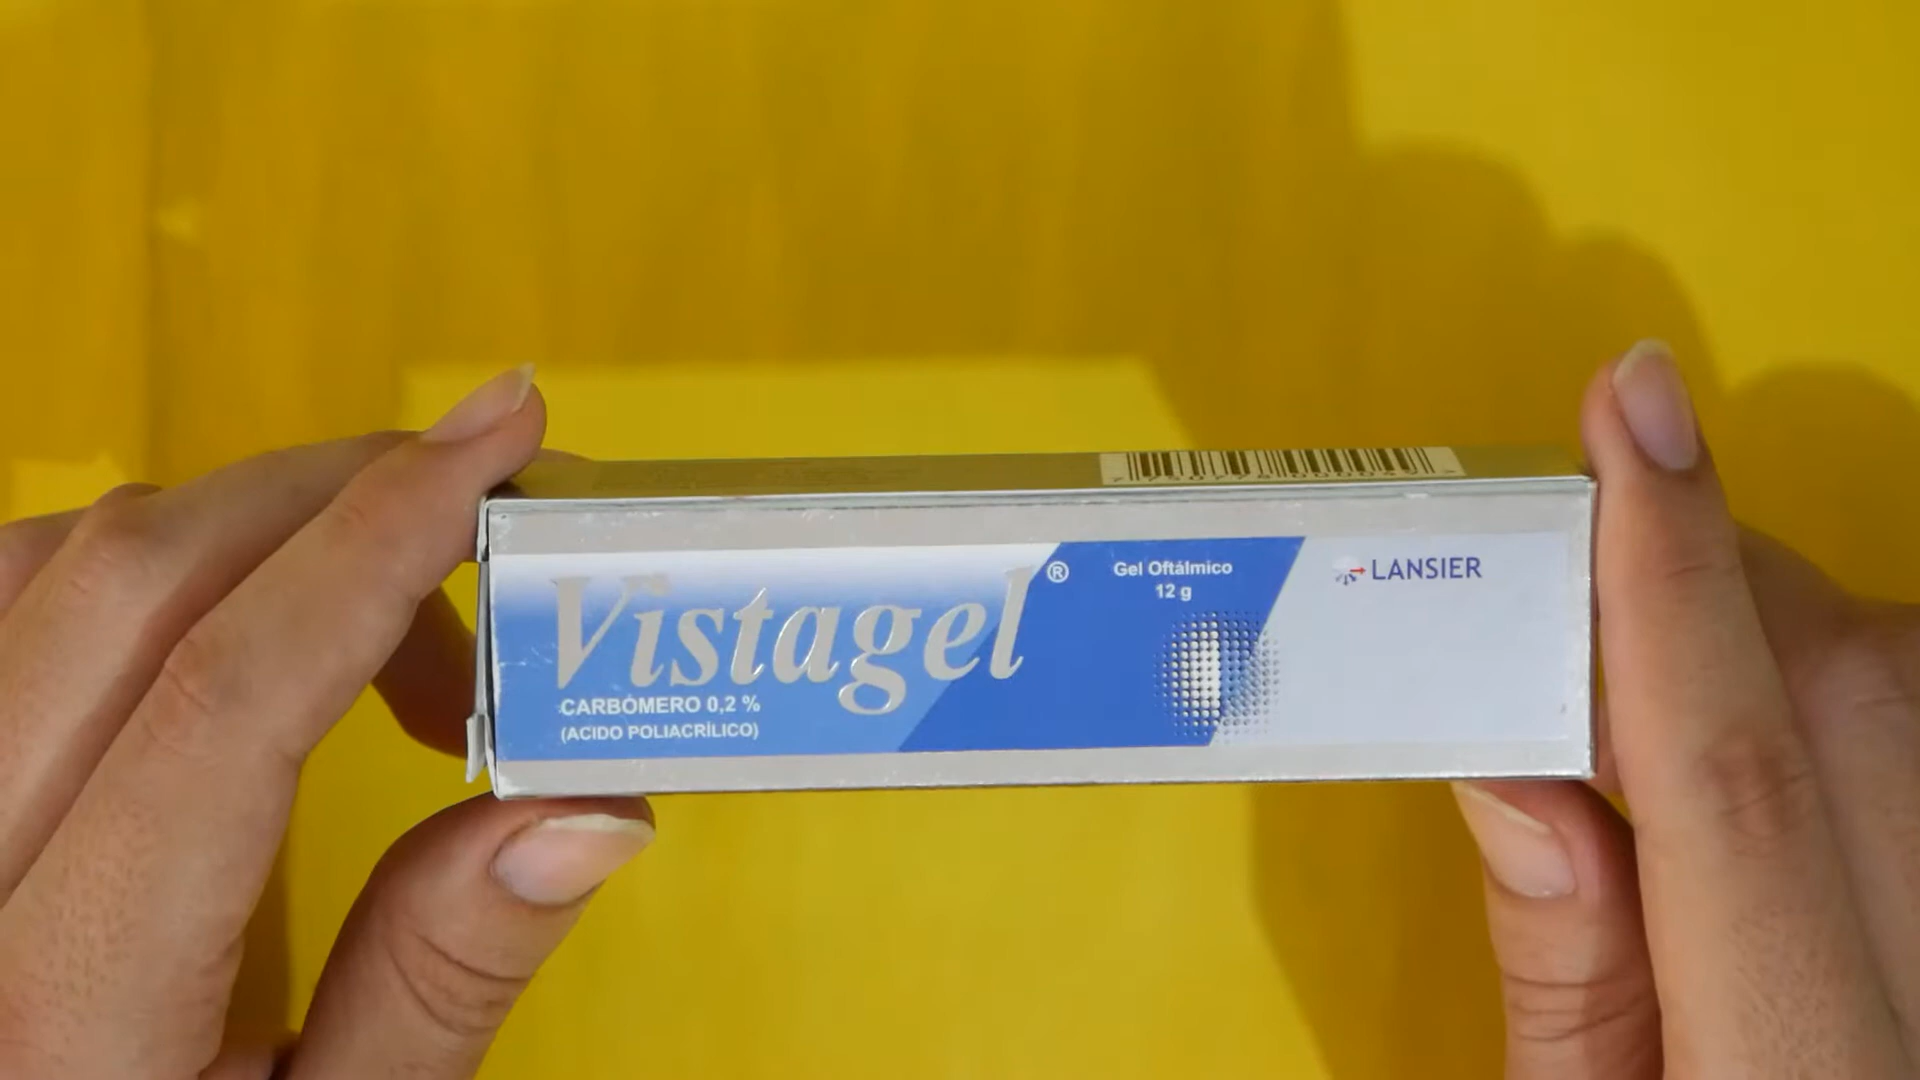 Vistagel®
CARBÓMERO 0,2 %
(ACIDO POLIACRÍLICO)
Gel Oftálmico
12 g
LANSIER